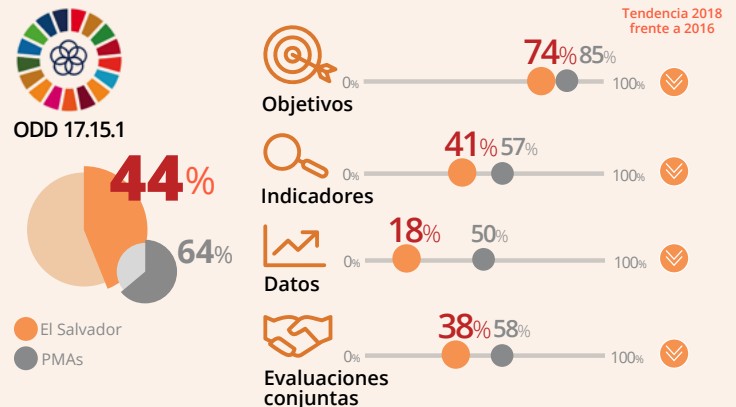 Tendencia 2018
frente a 2016
ODD 17.15.1
44%
64%
El Salvador
PMAs
74% 85%
0% 100%
Objetivos
41% 57%
0% 100%
Indicadores
18% 50%
0% 100%
Datos
38% 58%
0% 100%
Evaluaciones
conjuntas